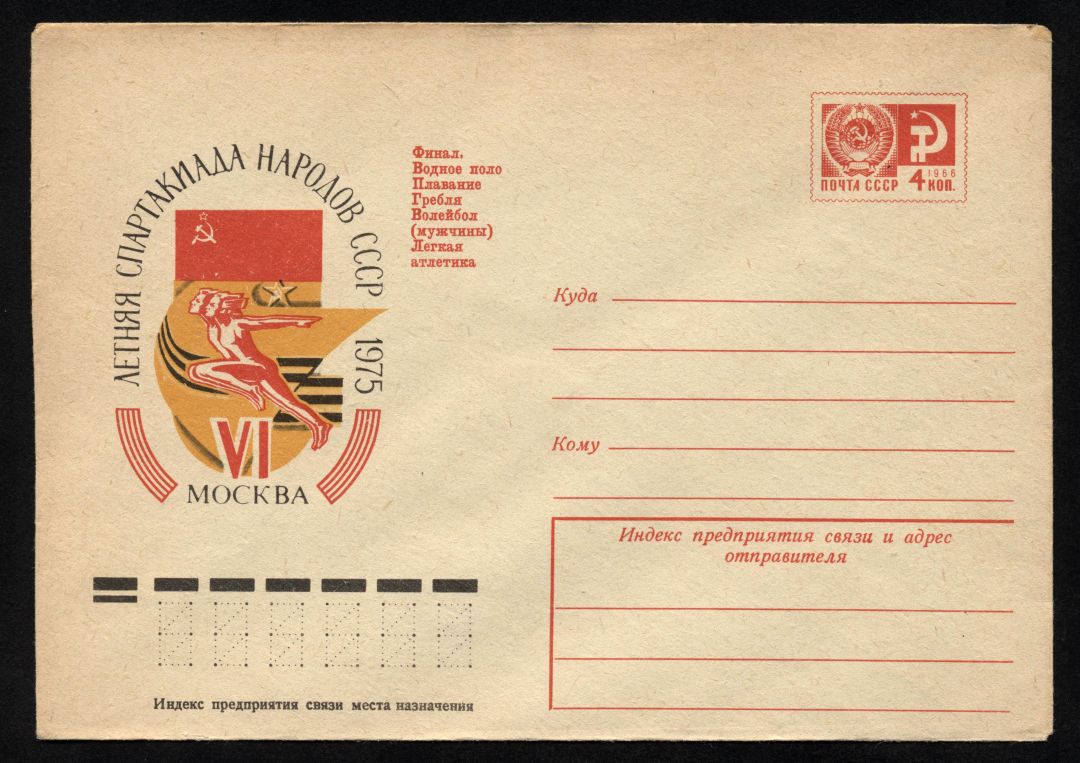 ЛЕТНЯЯ СПАРТАКИАДА НАРОДОВ СССР 1975
VI
МОСКВА
Финал.
Водное поло
Плавание
Гребля
Волейбол
(мужчины)
Легкая
атлетика
1966
ПОЧТА СССР 4 КОП.
Куда
Кому
Индекс предприятия связи и адрес
отправителя
Индекс предприятия связи места назначения